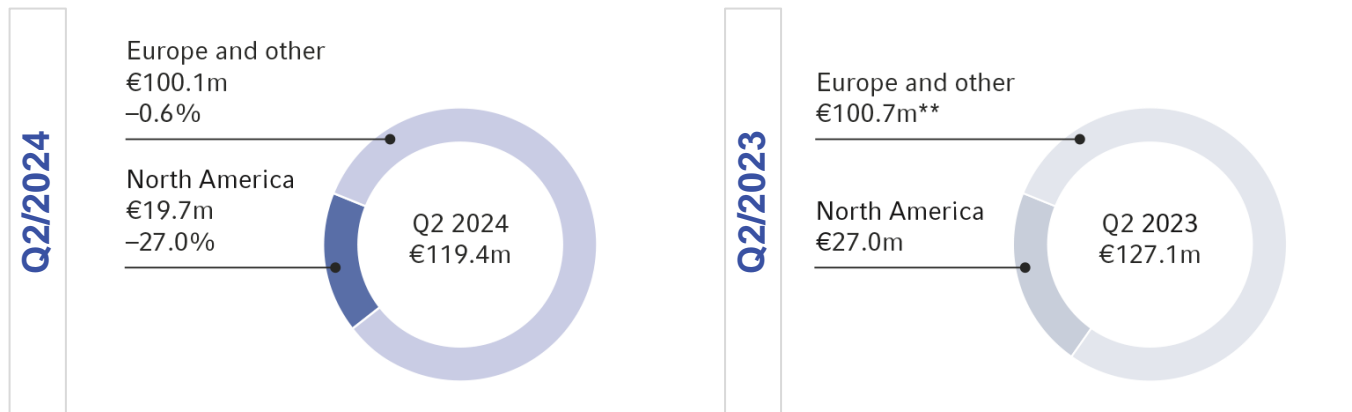 Q2/2024
Europe and other
€100.1m
–0.6%
North America
€19.7m
–27.0%
Q2 2024
€119.4m
Q2/2023
Europe and other
€100.7m**
North America
€27.0m
Q2 2023
€127.1m